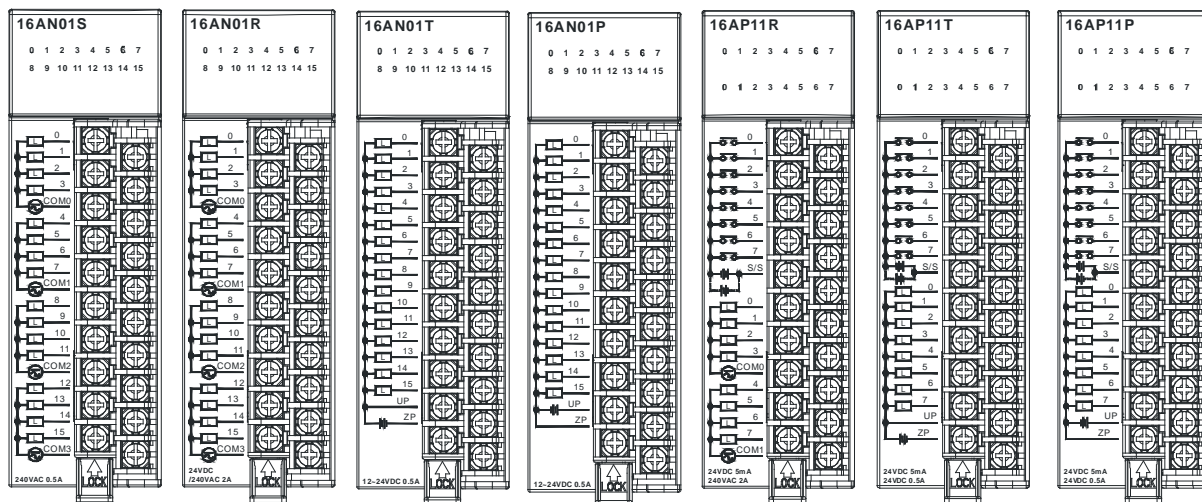 16AN01S
0 1 2 3 4 5 6 7
8 9 10 11 12 13 14 15
0
1
2
3
COM0
4
5
6
7
COM1
8
9
10
11
COM2
12
13
14
15
COM3
240VAC 0.5A
LOCK
16AN01R
0 1 2 3 4 5 6 7
8 9 10 11 12 13 14 15
0
1
2
3
COM0
4
5
6
7
COM1
8
9
10
11
COM2
12
13
14
15
COM3
24VDC
/240VAC 2A
LOCK
16AN01T
0 1 2 3 4 5 6 7
8 9 10 11 12 13 14 15
0
1
2
3
4
5
6
7
8
9
10
11
12
13
14
15
UP
ZP
12~24VDC 0.5A
LOCK
16AN01P
0 1 2 3 4 5 6 7
8 9 10 11 12 13 14 15
0
1
2
3
4
5
6
7
8
9
10
11
12
13
14
15
UP
ZP
12~24VDC 0.5A
LOCK
16AP11R
0 1 2 3 4 5 6 7
0 1 2 3 4 5 6 7
0
1
2
3
4
5
6
7
S/S
0
1
2
3
COM0
4
5
6
7
COM1
24VDC 5mA
240VAC 2A
LOCK
16AP11T
0 1 2 3 4 5 6 7
0 1 2 3 4 5 6 7
0
1
2
3
4
5
6
7
S/S
0
1
2
3
4
5
6
7
UP
ZP
24VDC 5mA
24VDC 0.5A
LOCK
16AP11P
0 1 2 3 4 5 6 7
0 1 2 3 4 5 6 7
0
1
2
3
4
5
6
7
S/S
0
1
2
3
4
5
6
7
UP
ZP
24VDC 5mA
24VDC 0.5A
LOCK